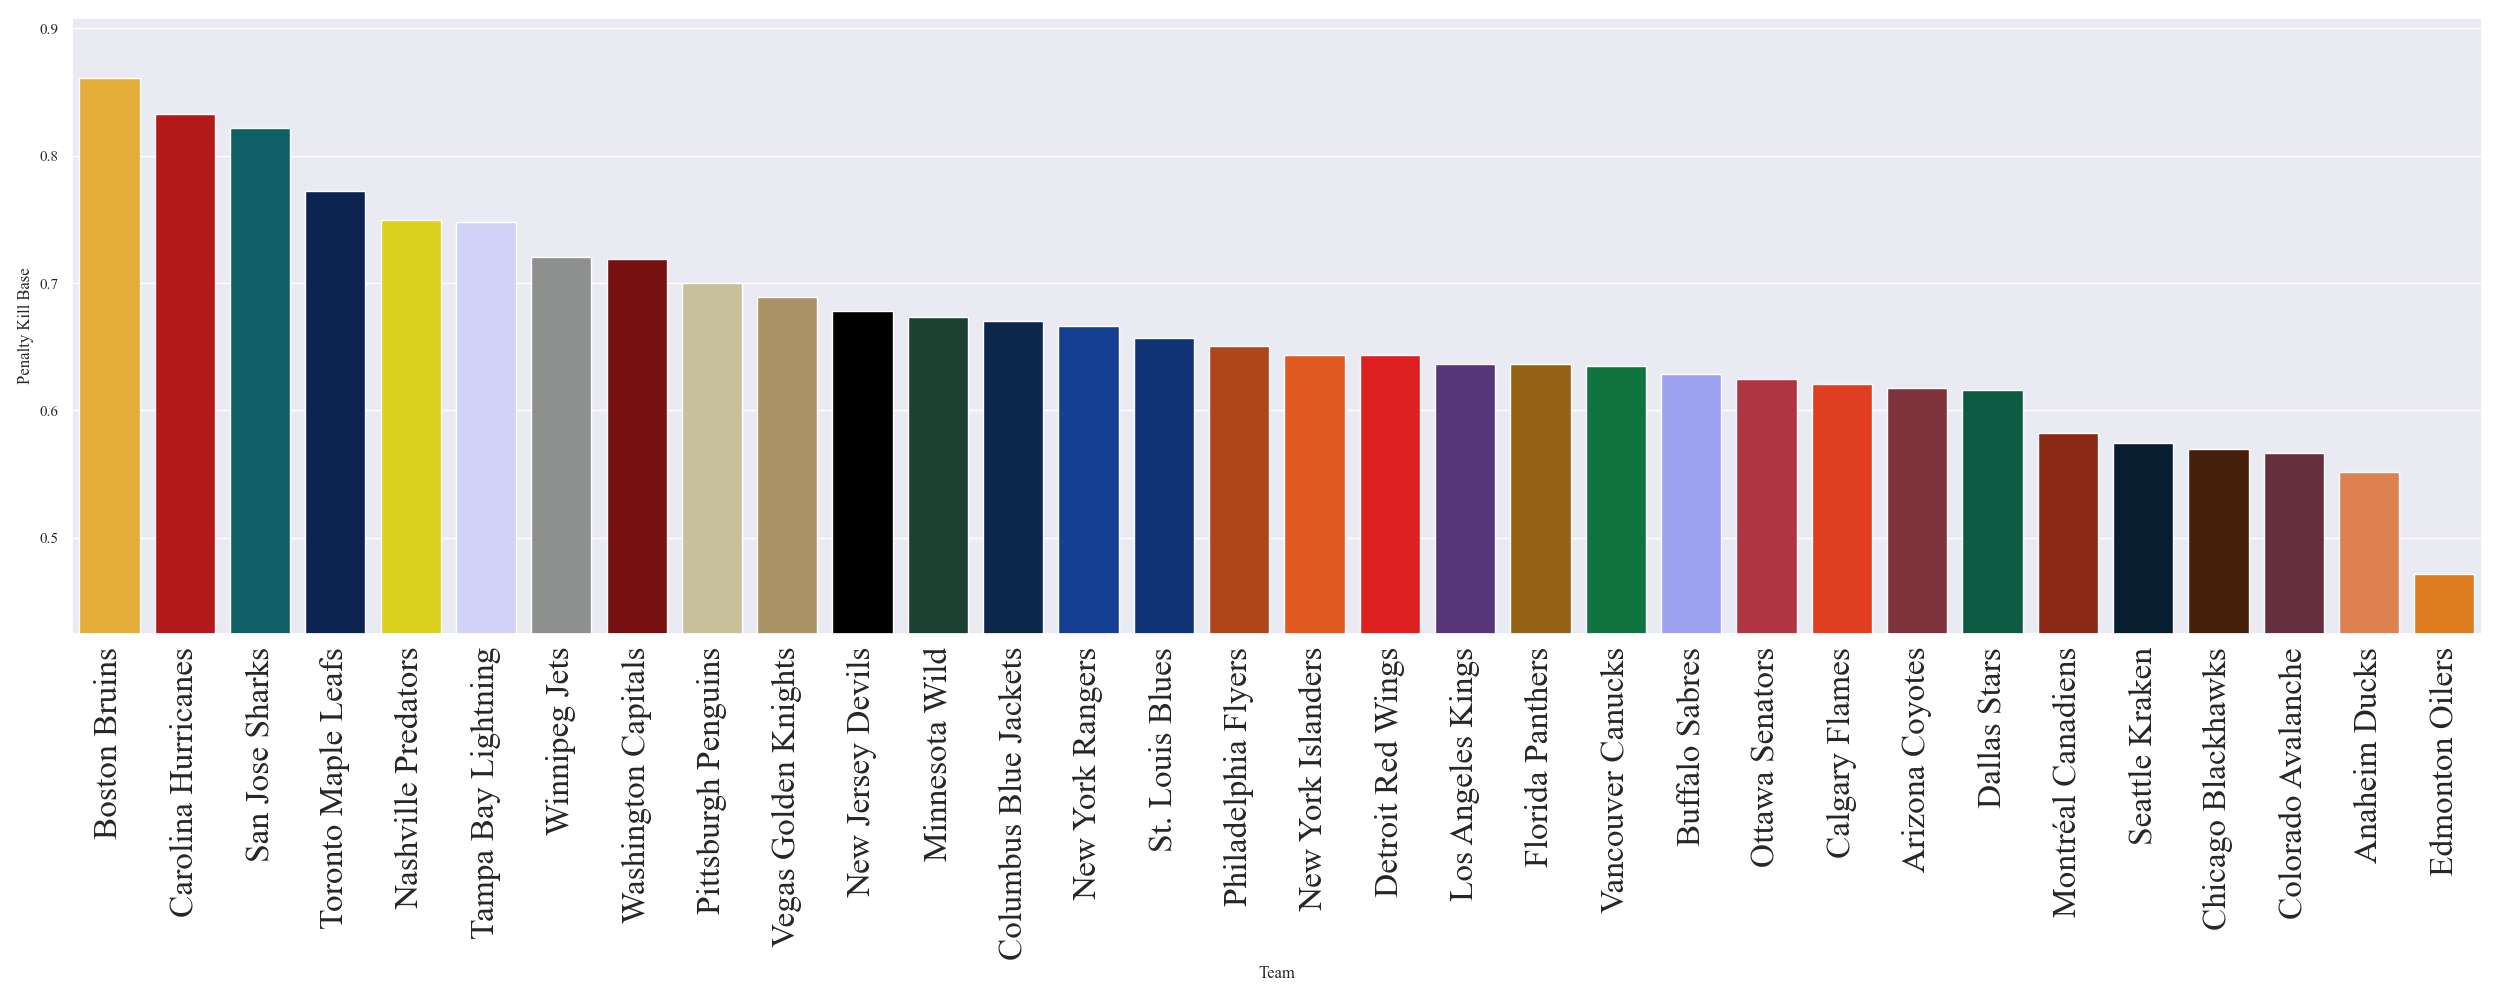 0.9
0.8
0.7
0.6
0.5
Penalty Kill Base
Boston Bruins
Carolina Hurricanes
San Jose Sharks
Toronto Maple Leafs
Nashville Predators
Tampa Bay Lightning
Winnipeg Jets
Washington Capitals
Pittsburgh Penguins
Vegas Golden Knights
New Jersey Devils
Minnesota Wild
Columbus Blue Jackets
New York Rangers
St. Louis Blues
Philadelphia Flyers
New York Islanders
Detroit Red Wings
Los Angeles Kings
Florida Panthers
Vancouver Canucks
Buffalo Sabres
Ottawa Senators
Calgary Flames
Arizona Coyotes
Dallas Stars
Montréal Canadiens
Seattle Kraken
Chicago Blackhawks
Colorado Avalanche
Anaheim Ducks
Edmonton Oilers
Team